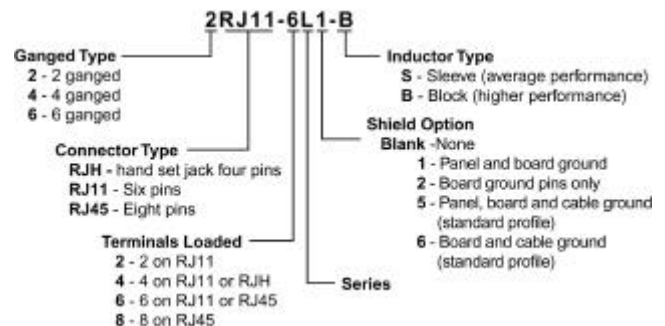 2RJ11-6L1-B
Ganged Type
2 - 2 ganged
4 - 4 ganged
6 - 6 ganged
Connector Type
RJH - hand set jack four pins
RJ11 - Six pins
RJ45 - Eight pins
Terminals Loaded
2 - 2 on RJ11
4 - 4 on RJ11 or RJH
6 - 6 on RJ11 or RJ45
8 - 8 on RJ45
Inductor Type
S - Sleeve (average performance)
B - Block (higher performance)
Shield Option
Blank -None
1 - Panel and board ground
2 - Board ground pins only
5 - Panel, board and cable ground
(standard profile)
6 - Board and cable ground
(standard profile)
Series